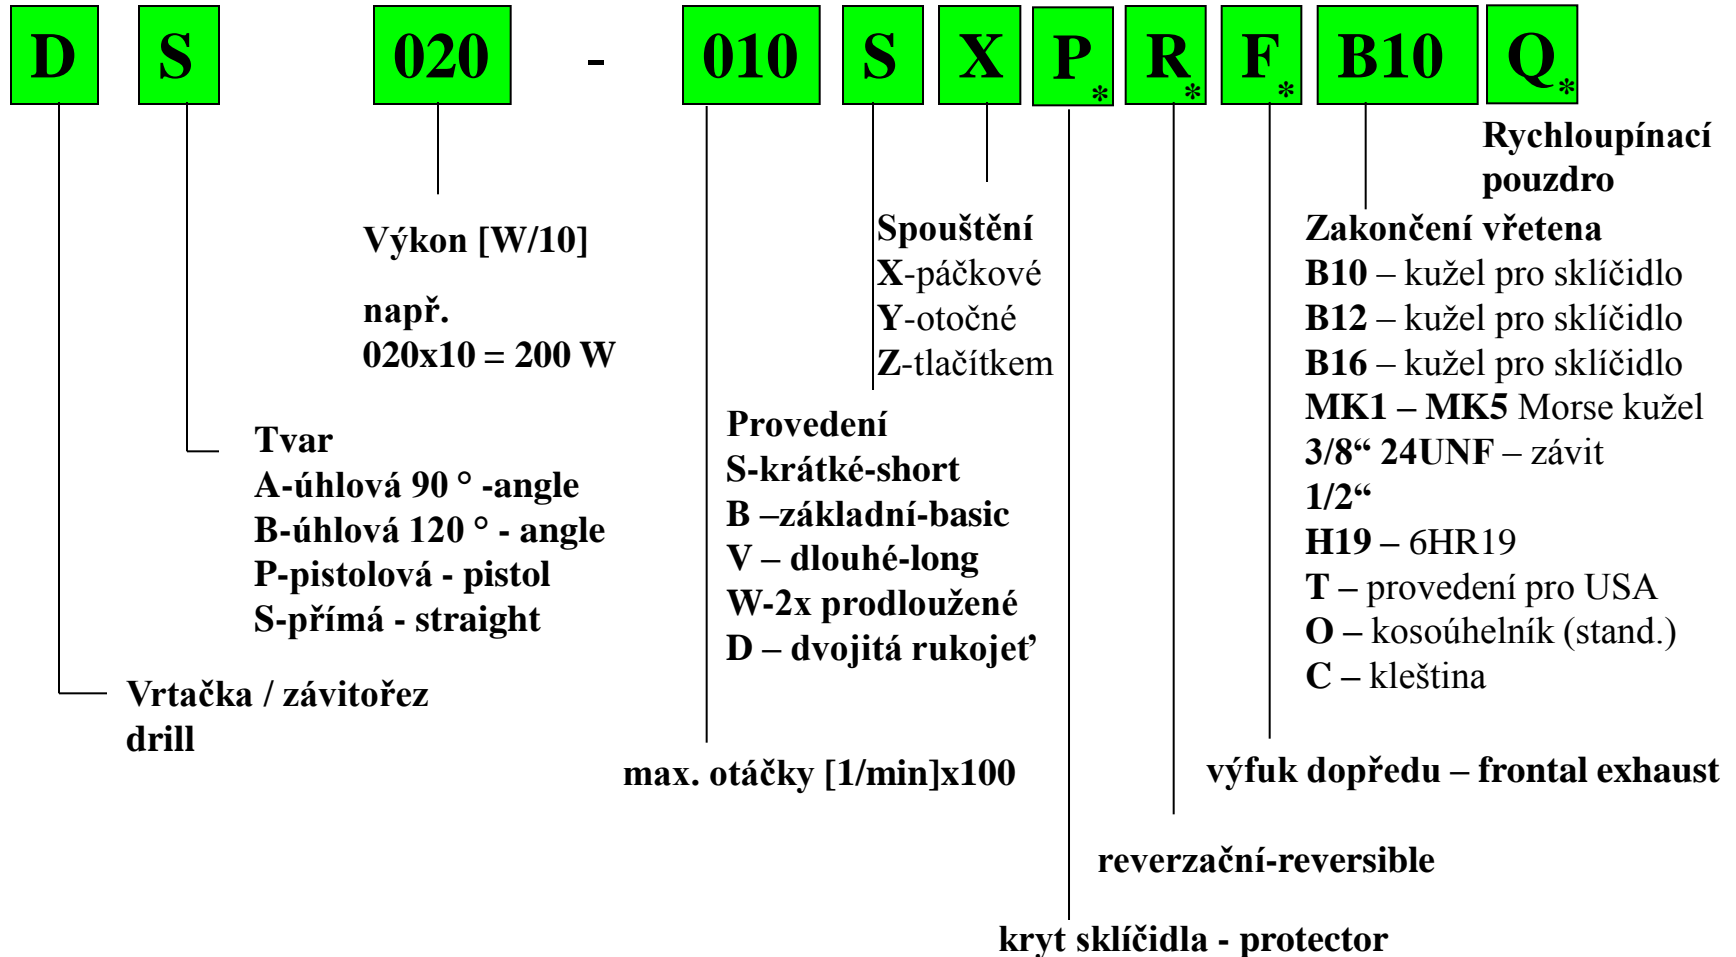 D S 020 - 010 S X P* R* F* B10 Q*
Rychloupínací
pouzdro
Výkon [W/10]
např.
020x10 = 200 W
Spouštění
X-páčkové
Y-otočné
Z-tlačítkem
Zakončení vřetena
B10 – kužel pro sklíčidlo
B12 – kužel pro sklíčidlo
B16 – kužel pro sklíčidlo
MK1 – MK5 Morse kužel
3/8“ 24UNF – závit
1/2“
H19 – 6HR19
T – provedení pro USA
O – kosoúhelník (stand.)
C – kleština
Tvar
A-úhlová 90 ° -angle
B-úhlová 120 ° - angle
P-pistolová - pistol
S-přímá - straight
Provedení
S-krátké-short
B –základní-basic
V – dlouhé-long
W-2x prodloužené
D – dvojitá rukojeť
Vrtačka / závitořez
drill
max. otáčky [1/min]x100
výfuk dopředu – frontal exhaust
reverzační-reversible
kryt sklíčidla - protector